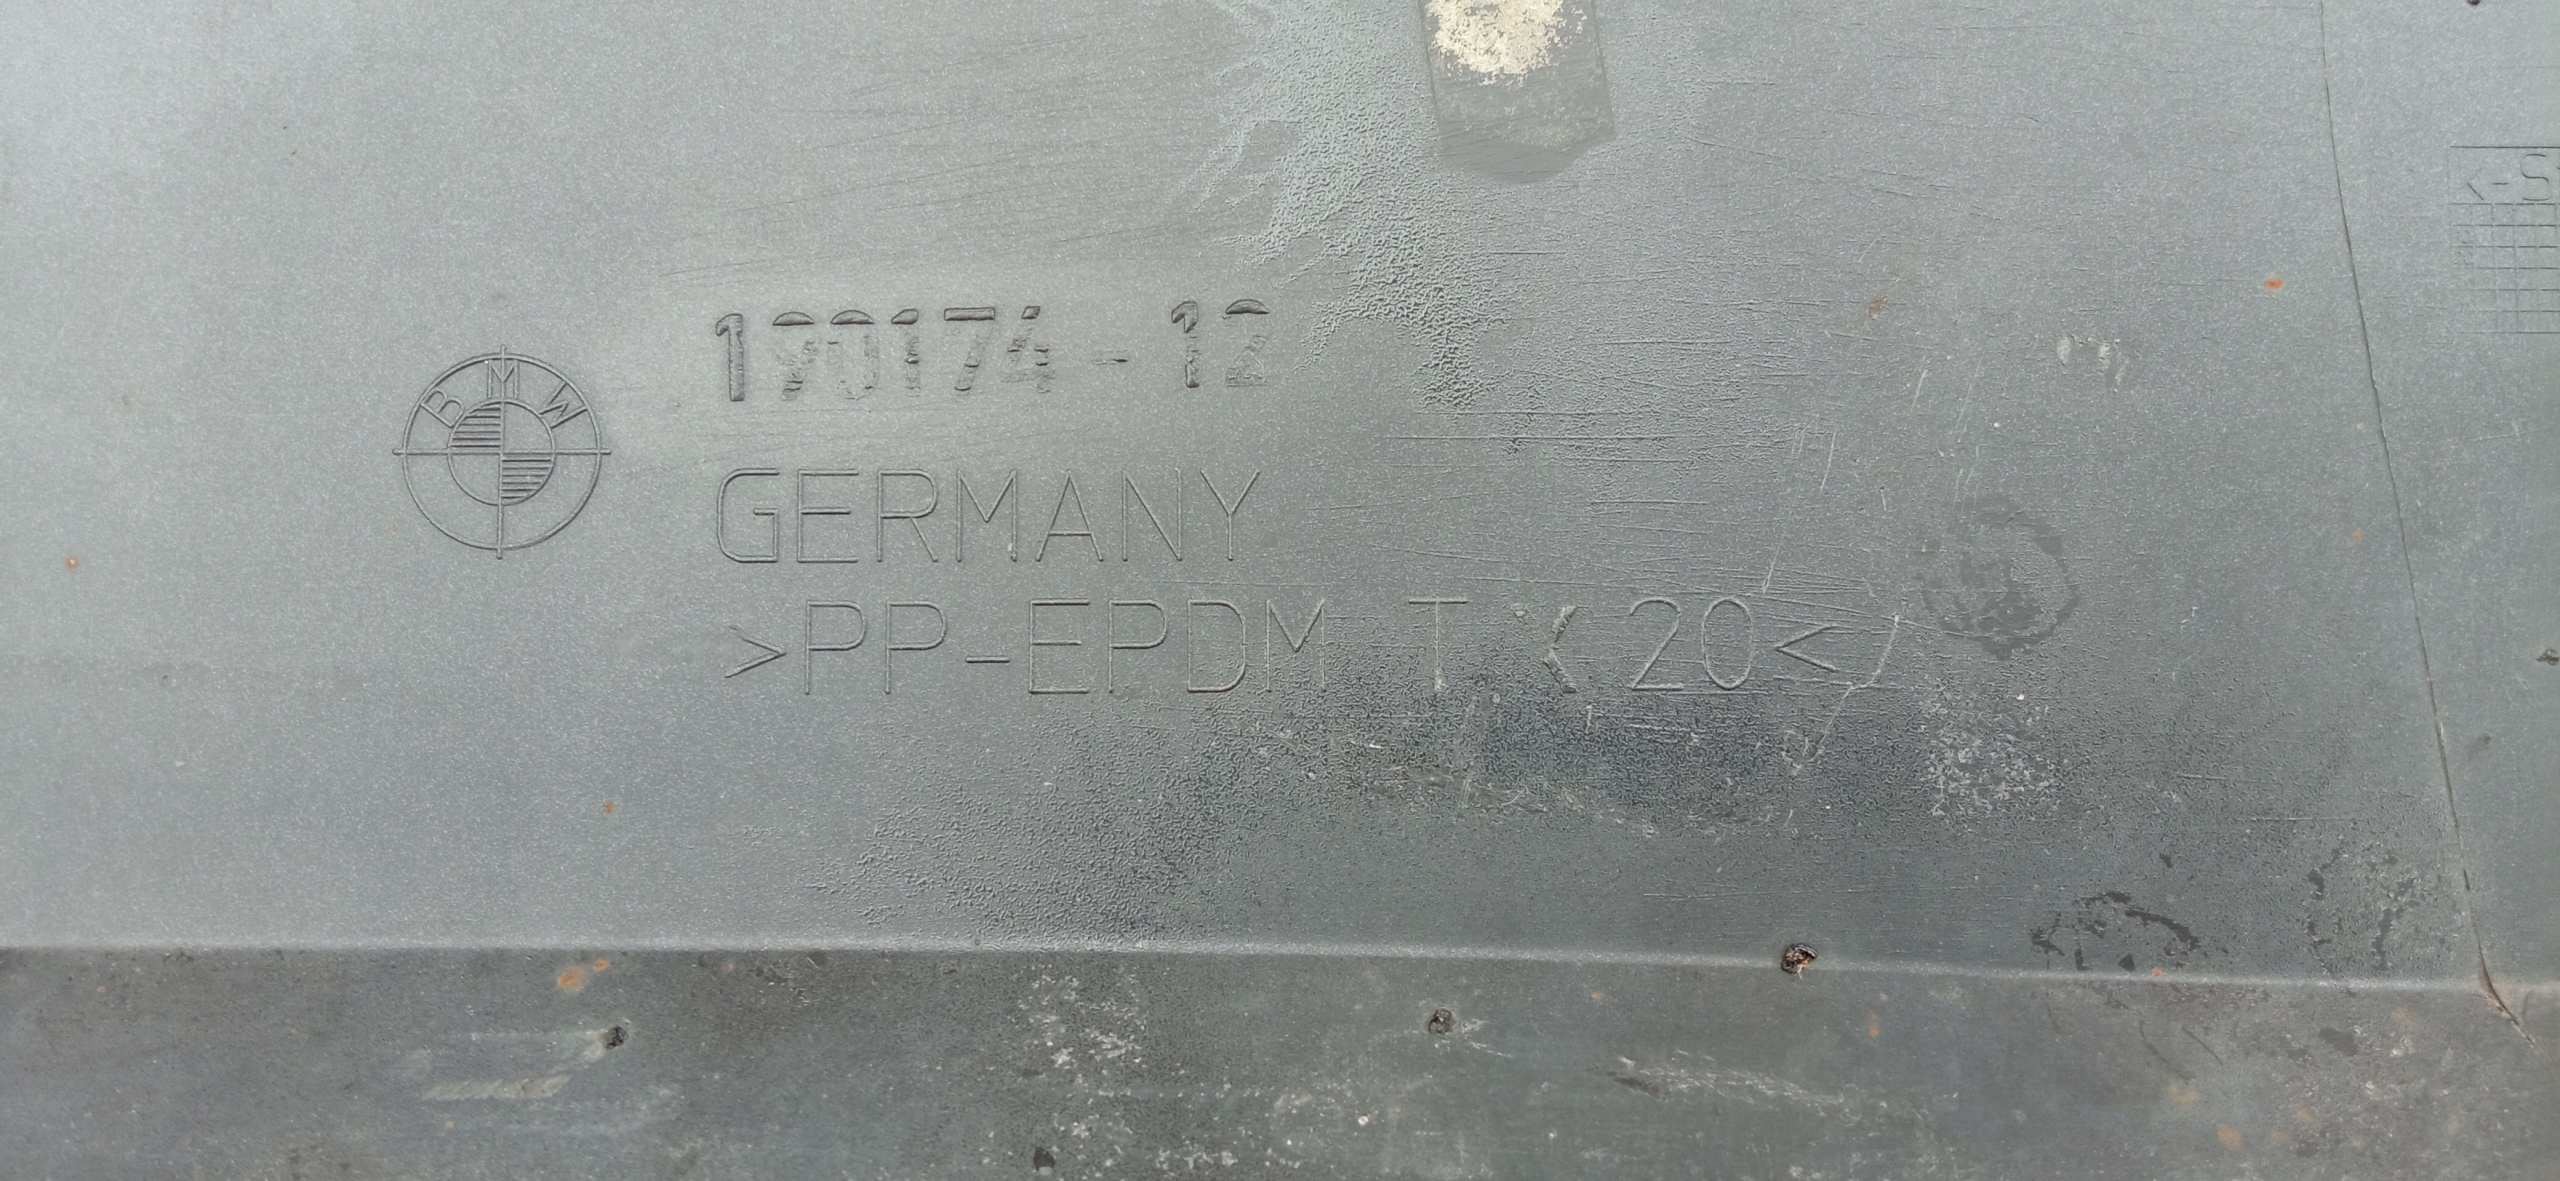 190174-12
BMW
GERMANY
>PP-EPDM T 20<
K-S